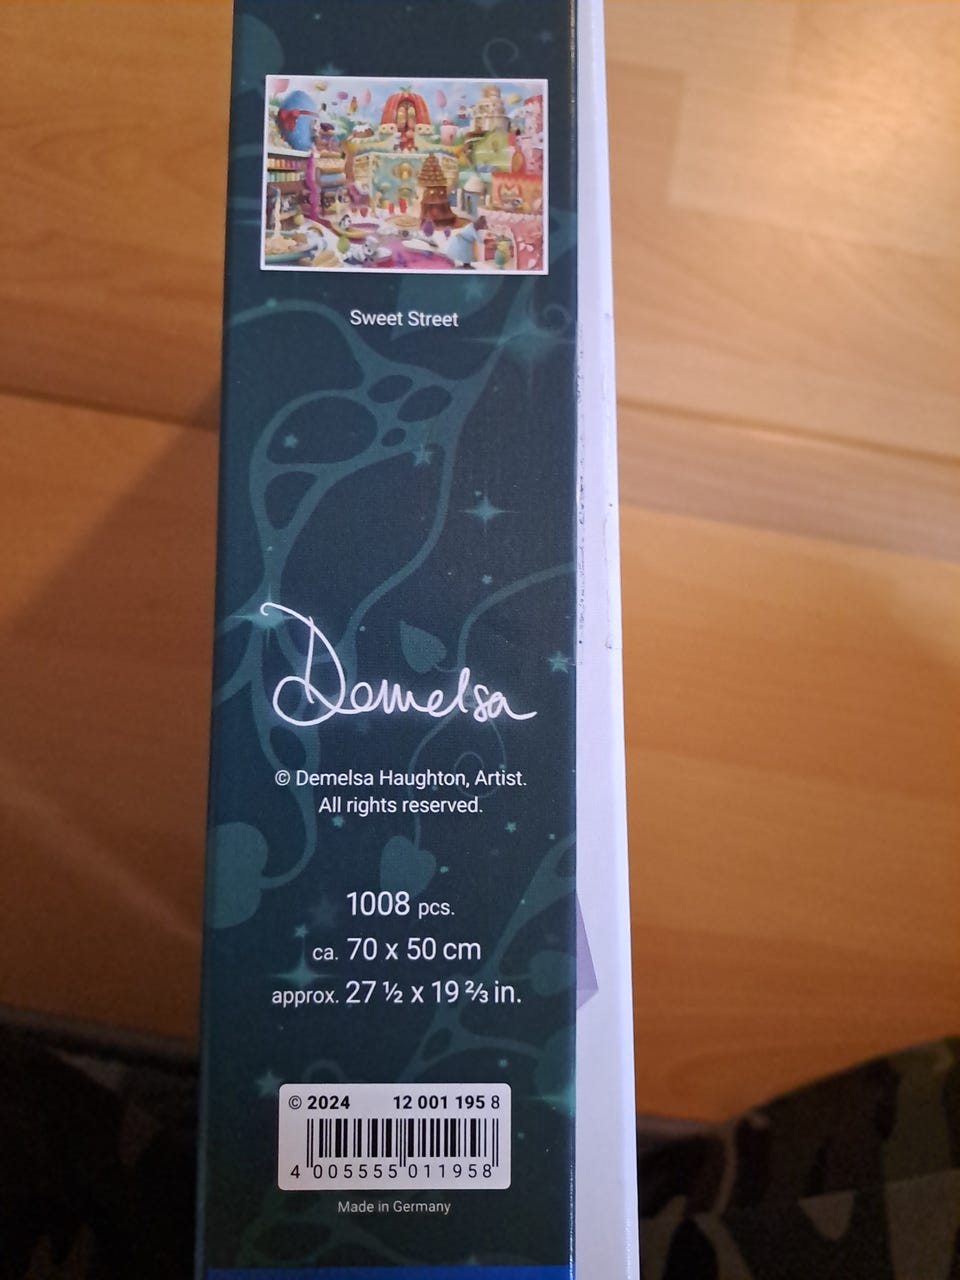 Sweet Street
Demelsa
© Demelsa Haughton, Artist.
All rights reserved.
1008 pcs.
ca. 70 x 50 cm
approx. 27 ½ x 19 ⅔ in.
© 2024 12 001 195 8
4 005555 011958
Made in Germany